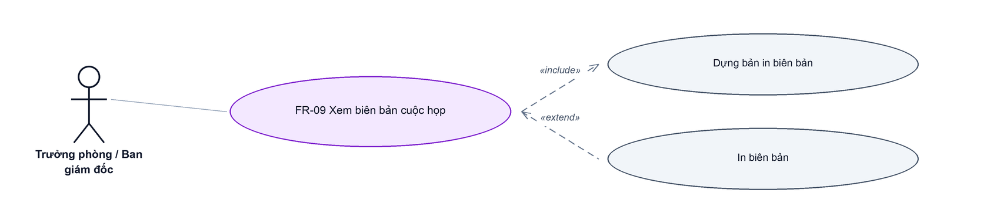 Trưởng phòng / Ban
giám đốc
FR-09 Xem biên bản cuộc họp
«include»
«extend»
Dựng bản in biên bản
In biên bản